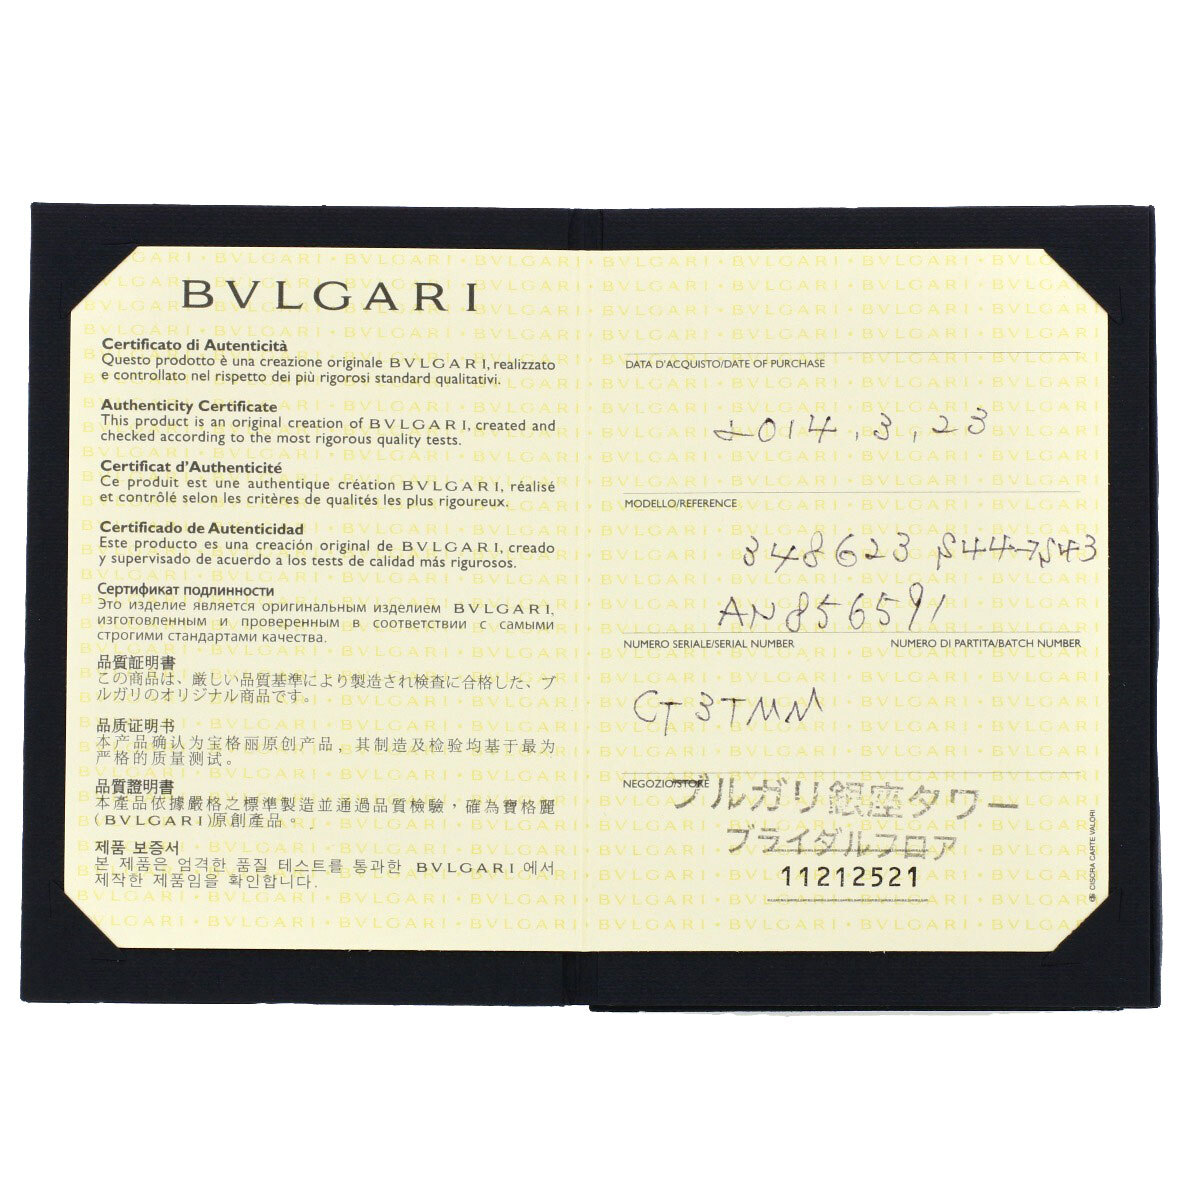 BVLGARI
Certificato di Autenticità
Questo prodotto è una creazione originale BVLGARI, realizzato
e controllato nel rispetto dei più rigorosi standard qualitativi.
Authenticity Certificate
This product is an original creation of BVLGARI, created and
checked according to the most rigorous quality tests.
Certificat d'Authenticité
Ce produit est une authentique création BVLGARI, réalisé
et contrôlé selon les critères de qualités les plus rigoureux.
Certificado de Autenticidad
Este producto es una creación original de BVLGARI, creado
y supervisado de acuerdo a los tests de calidad más rigurosos.
Сертификат подлинности
Это изделие является оригинальным изделием BVLGARI,
изготовленным и проверенным в соответствии с самыми
строгими стандартами качества.
品質証明書
この商品は、厳しい品質基準により製造され検査に合格した、ブ
ルガリのオリジナル商品です。
品质证明书
本产品确认为宝格丽原创产品，其制造及检验均基于最为
严格的质量测试。
品質證明書
本產品依據嚴格之標準製造並通過品質檢驗，確為寶格麗
(BVLGARI)原創產品。
제품 보증서
본 제품은 엄격한 품질 테스트를 통과한 BVLGARI 에서
제작한 제품임을 확인합니다.
DATA D'ACQUISTO/DATE OF PURCHASE
2014.3.23
MODELLO/REFERENCE
348623 S44-7S43
AN856591
NUMERO SERIALE/SERIAL NUMBER NUMERO DI PARTITA/BATCH NUMBER
CT3TMM
NEGOZIO/STORE
ブルガリ銀座タワー
ブライダルフロア
11212521
CISCRA CARTE VALORI